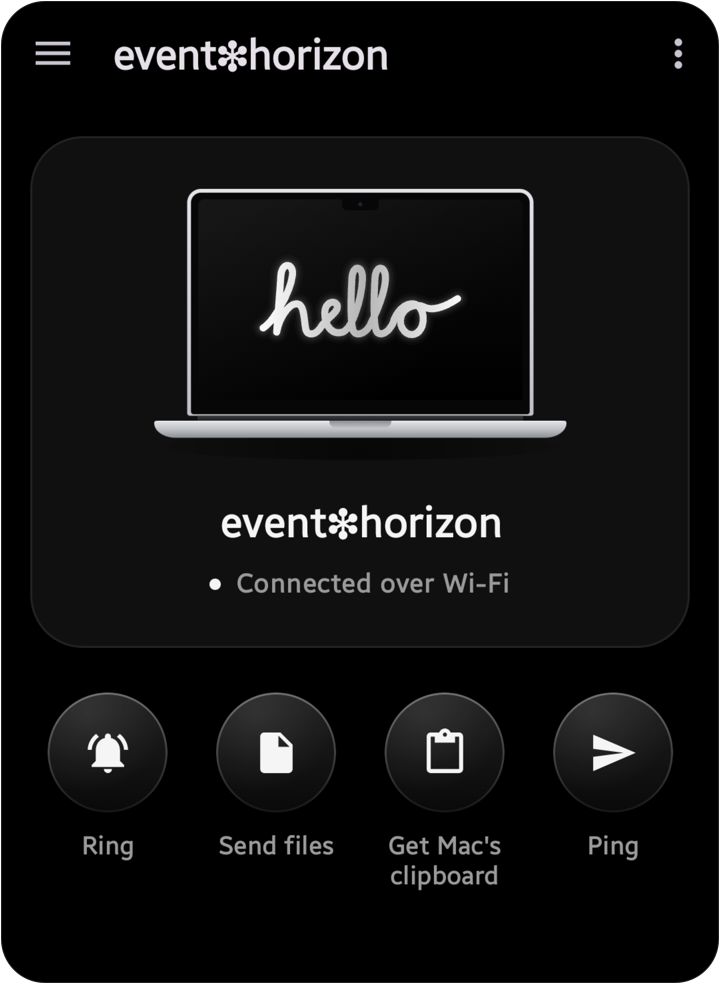 event✻horizon
hello
event✻horizon
Connected over Wi-Fi
Ring
Send files
Get Mac's
clipboard
Ping